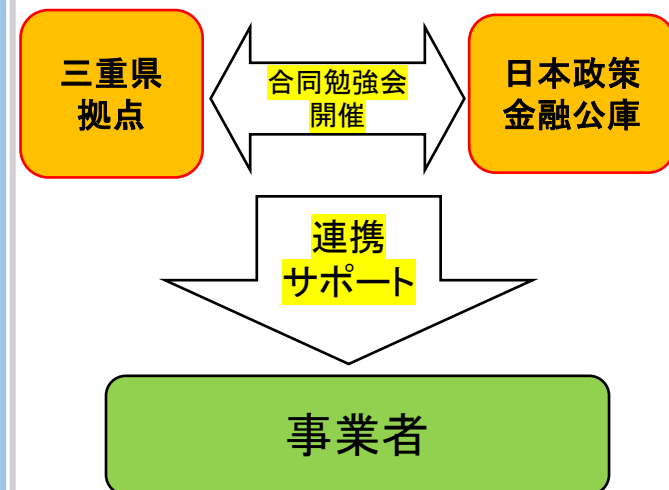 三重県
拠点
合同勉強会
開催
日本政策
金融公庫
連携
サポート
事業者